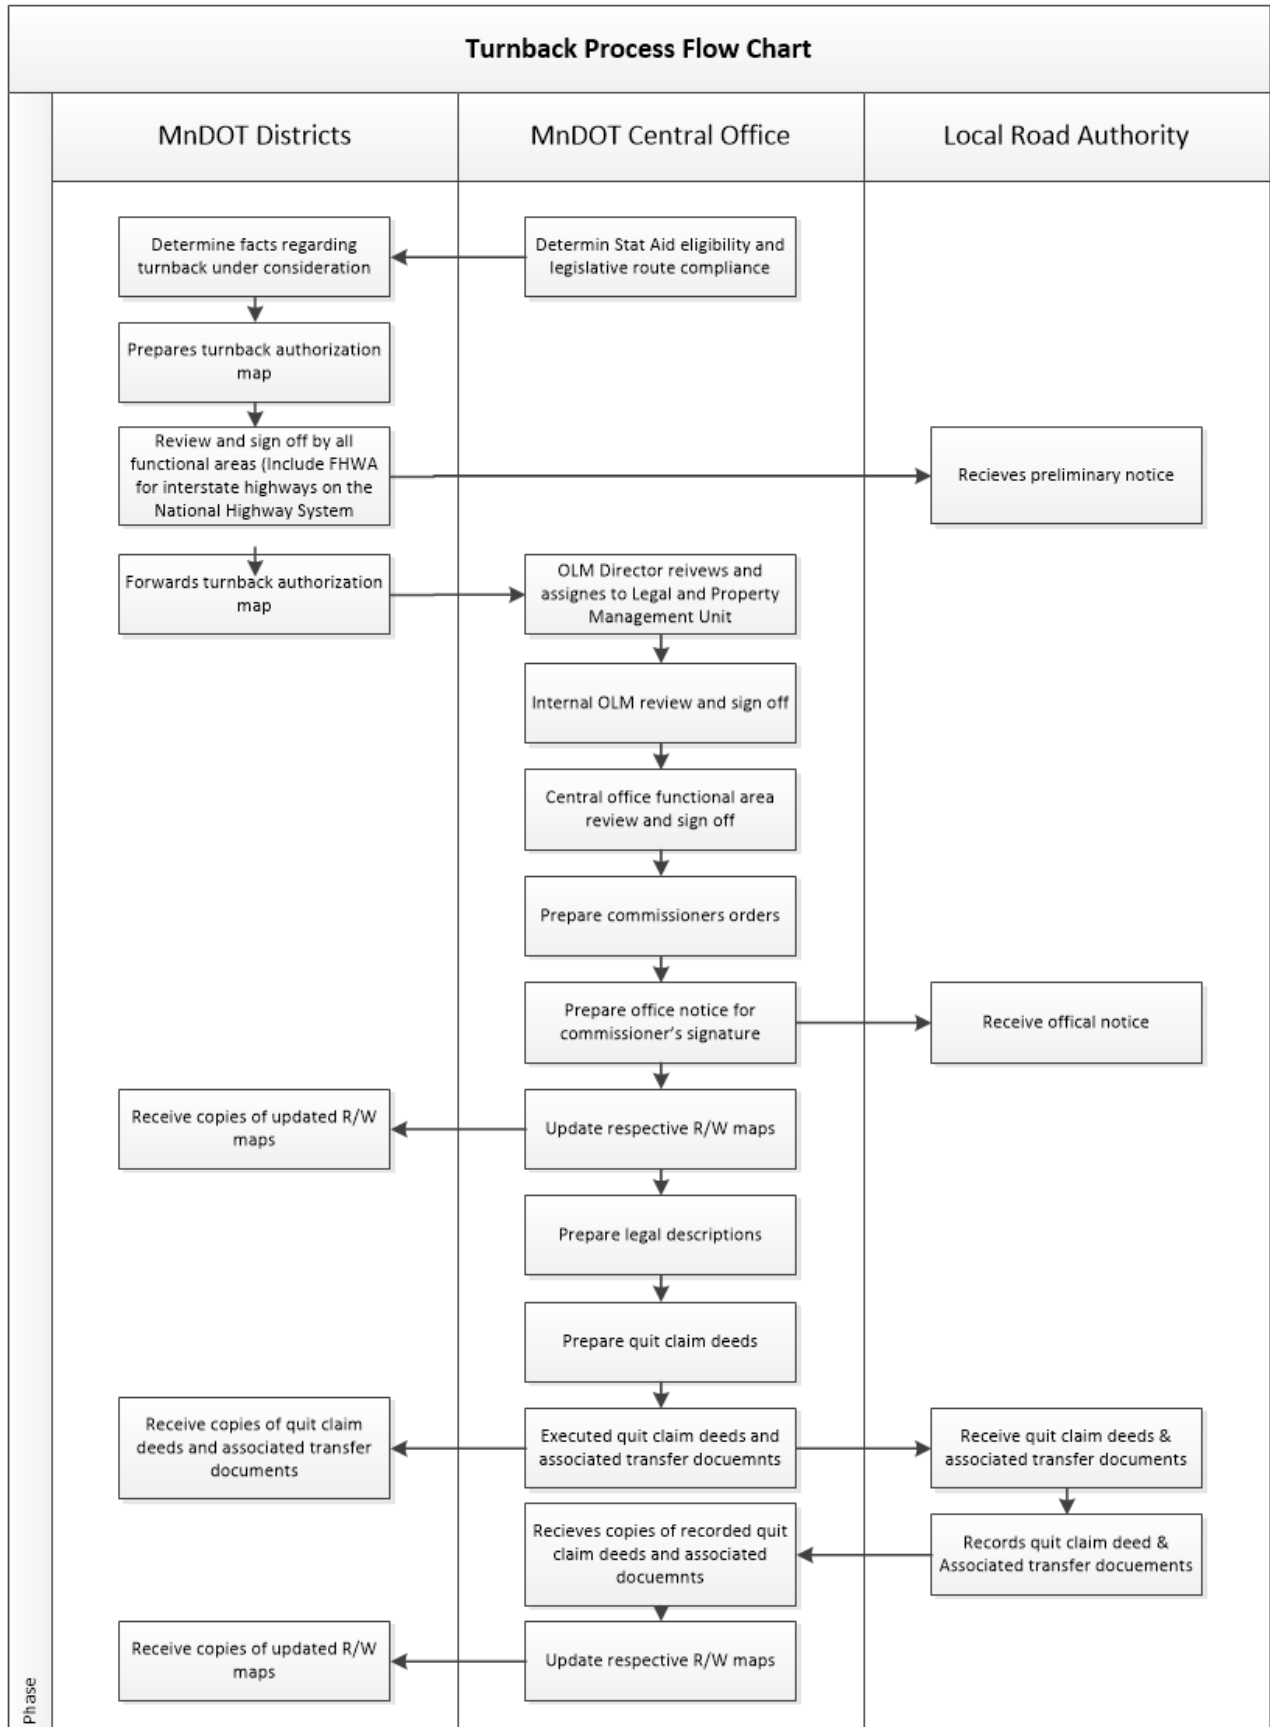 Turnback Process Flow Chart
MnDOT Districts
MnDOT Central Office
Local Road Authority
Determine facts regarding
turnback under consideration
Determin Stat Aid eligibility and
legislative route compliance
Prepares turnback authorization
map
Review and sign off by all
functional areas (Include FHWA
for interstate highways on the
National Highway System
Recieves preliminary notice
Forwards turnback authorization
map
OLM Director reivews and
assignes to Legal and Property
Management Unit
Internal OLM review and sign off
Central office functional area
review and sign off
Prepare commissioners orders
Prepare office notice for
commissioner’s signature
Receive offical notice
Receive copies of updated R/W
maps
Update respective R/W maps
Prepare legal descriptions
Prepare quit claim deeds
Receive copies of quit claim
deeds and associated transfer
documents
Executed quit claim deeds and
associated transfer docuemnts
Receive quit claim deeds &
associated transfer documents
Recieves copies of recorded quit
claim deeds and associated
docuemnts
Records quit claim deed &
Associated transfer docuements
Receive copies of updated R/W
maps
Update respective R/W maps
Phase